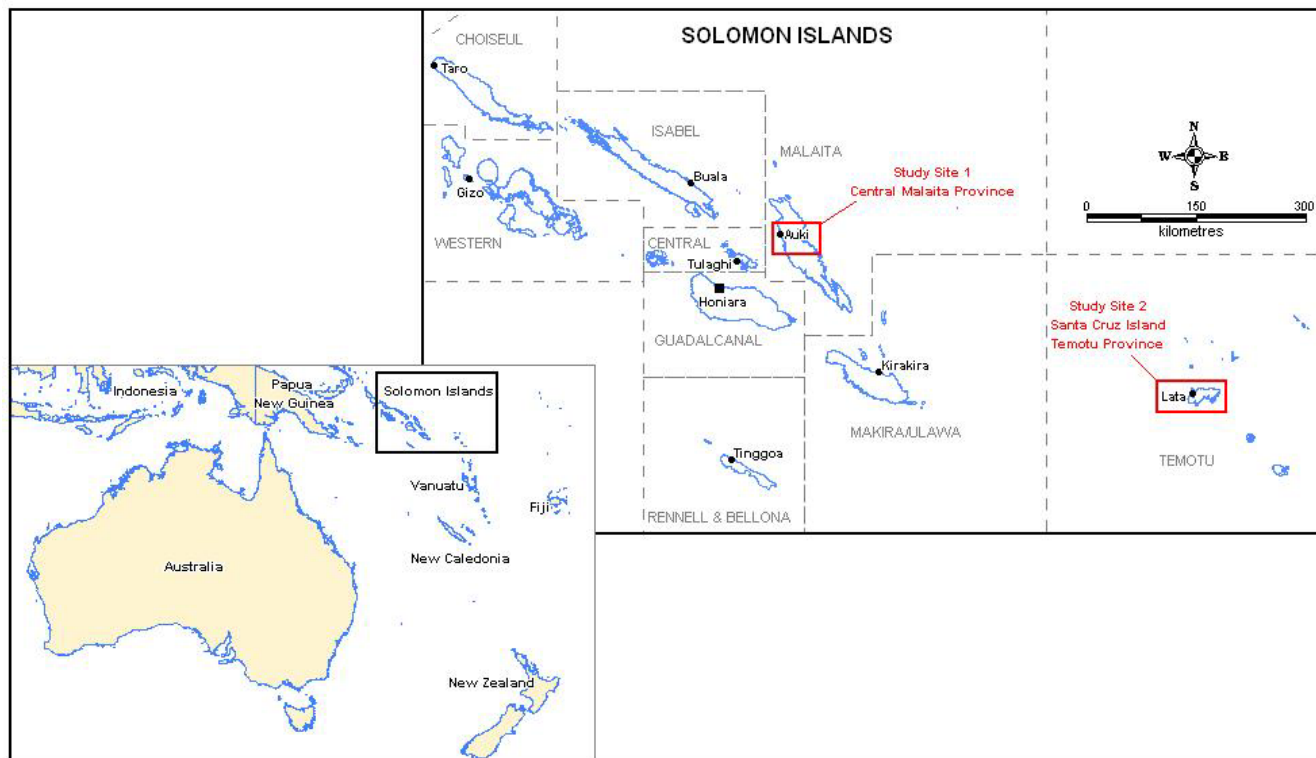 SOLOMON ISLANDS
CHOISEUL
Taro
ISABEL
Buala
MALAITA
Study Site 1
Central Malaita Province
N
W E
S
0 150 300
kilometres
Gizo
WESTERN
CENTRAL
Tulaghi
Auki
Honiara
GUADALCANAL
Study Site 2
Santa Cruz Island
Temotu Province
Kirakira
Lata
MAKIRA/ULAWA
TEMOTU
Tinggoa
RENNELL & BELLONA
Indonesia
Papua
New Guinea
Solomon Islands
Vanuatu
Fiji
New Caledonia
Australia
New Zealand